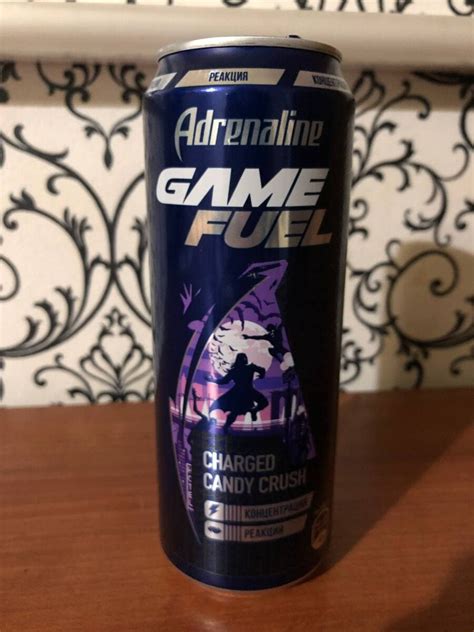 РЕАКЦИЯ
Adrenaline
GAME
FUEL
CHARGED
CANDY CRUSH
КОНЦЕНТРАЦИЯ
РЕАКЦИЯ